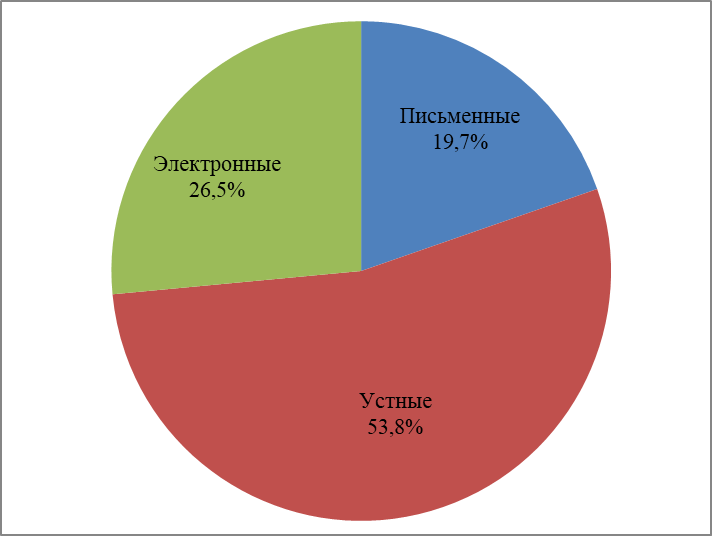 Письменные
19,7%
Электронные
26,5%
Устные
53,8%